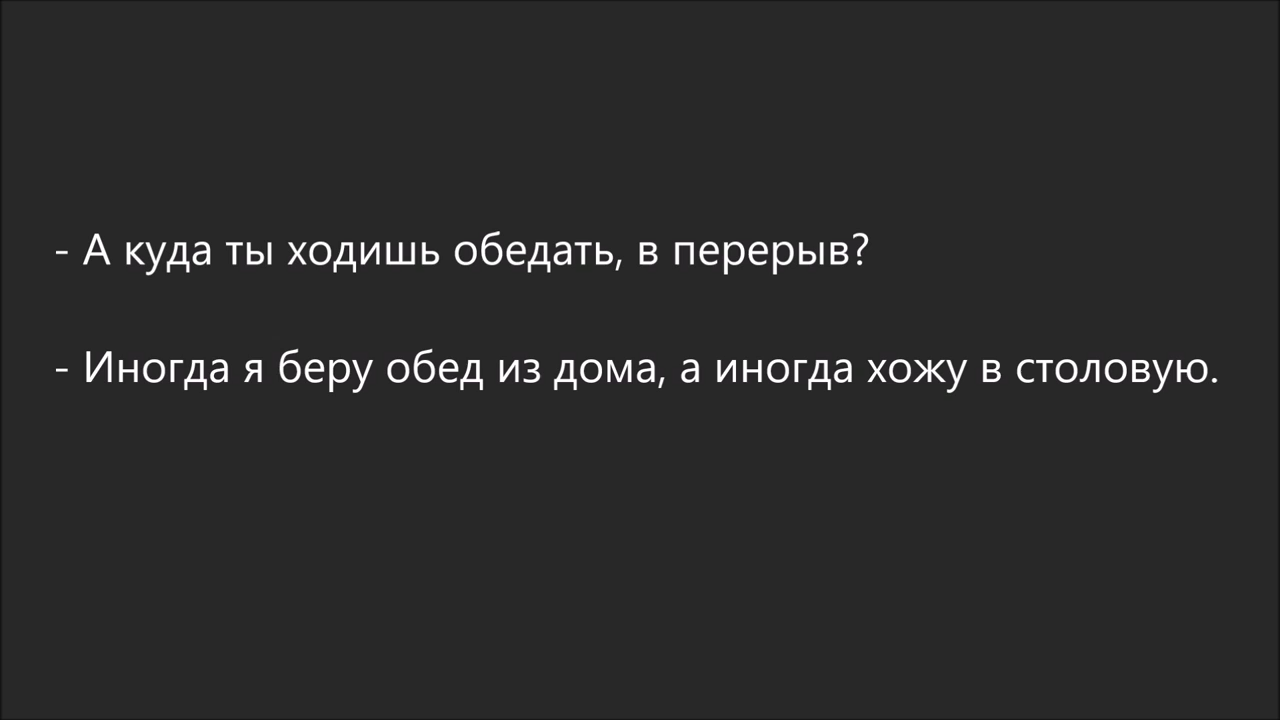 - А куда ты ходишь обедать, в перерыв?
- Иногда я беру обед из дома, а иногда хожу в столовую.